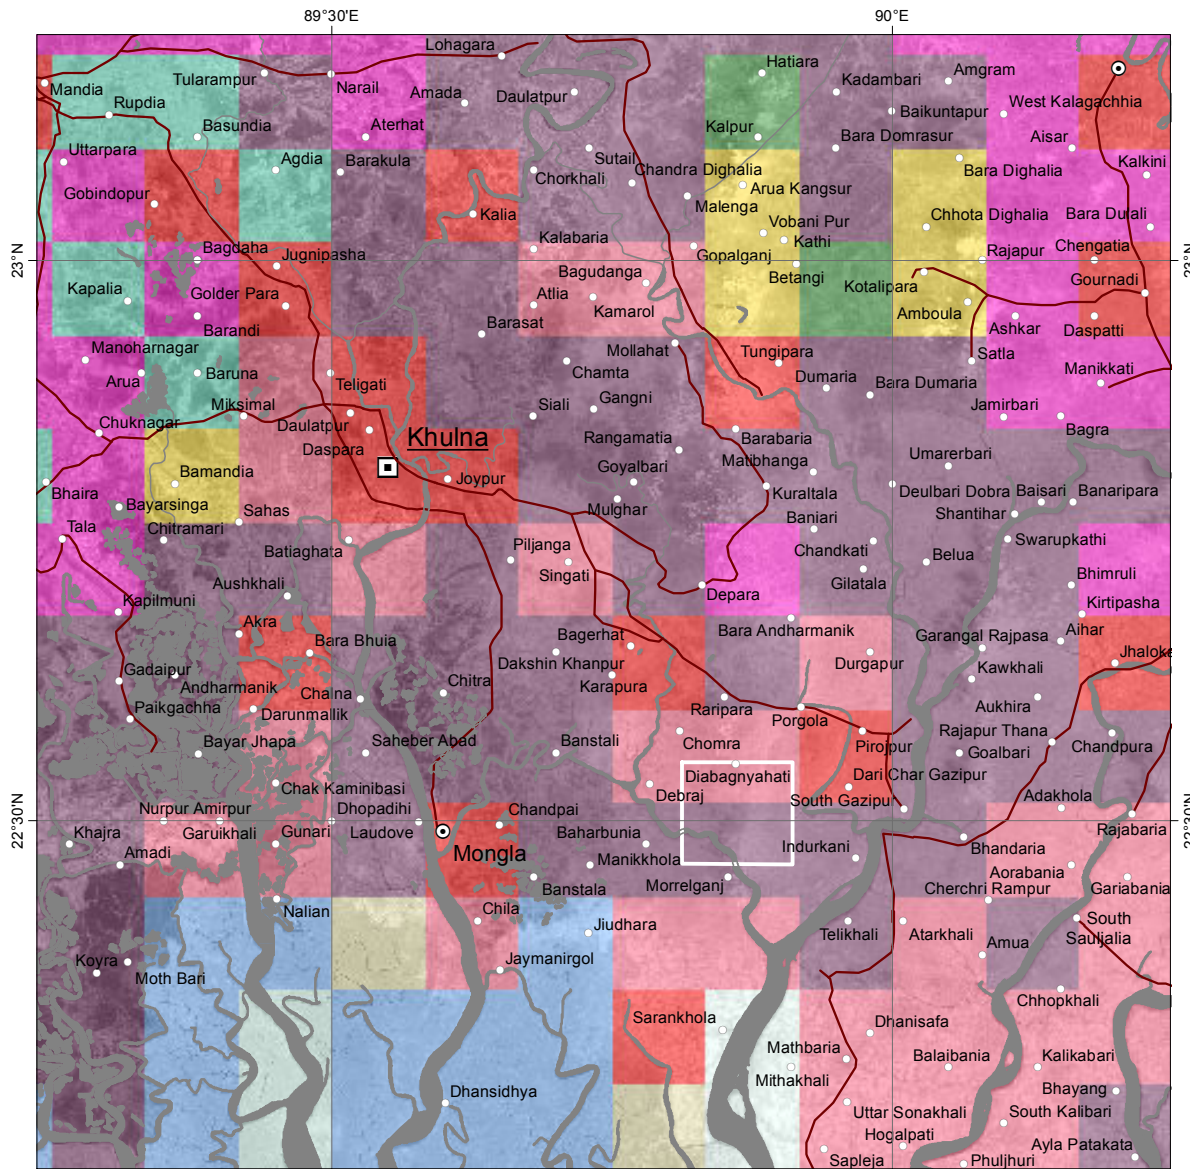 89°30'E
90°E
Lohagara
Hatiara
Tularampur
Narail
Amada
Daulatpur
Kadambari
Amgram
Mandia
Rupdia
Baikuntapur
West Kalagachhia
Basundia
Aterhat
Kalpur
Bara Domrasur
Aisar
Uttarpara
Agdia
Barakula
Sutail
Chandra Dighalia
Bara Dighalia
Kalkini
Gobindopur
Chorkhali
Arua Kangsur
Malenga
Kalia
Vobani Pur
Chhota Dighalia
Bara Dulali
23°N
Bagdaha
Jugnipasha
Kalabaria
Gopalganj
Kathi
Rajapur
Chengatia
23°N
Kapalia
Golder Para
Bagudanga
Betangi
Kotalipara
Gournadi
Atlia
Kamarol
Amboula
Barandi
Barasat
Ashkar
Daspatti
Manoharnagar
Mollahat
Tungipara
Satla
Arua
Baruna
Teligati
Chamta
Dumaria
Bara Dumaria
Manikkati
Miksimal
Siali
Gangni
Jamirbari
Chuknagar
Daulatpur
Khulna
Rangamatia
Barabaria
Bagra
Daspara
Matibhanga
Umarerbari
Bamandia
Goyalbari
Bhaira
Joypur
Kuraltala
Deulbari Dobra
Baisari
Banaripara
Bayarsinga
Mulghar
Shantihar
Tala
Chitramari
Sahas
Banjari
Batiaghata
Piljanga
Chandkati
Swarupkathi
Singati
Belua
Aushkhali
Depara
Gilatala
Bhimruli
Kapilmuni
Kirtipasha
Akra
Bara Bhuia
Bagerhat
Bara Andharmanik
Garangal Rajpasa
Aihar
Gadaipur
Dakshin Khanpur
Durgapur
Kawkhali
Jhaloke
Andharmanik
Chalna
Chitra
Karapura
Paikgachha
Darunmallik
Raripara
Porgola
Aukhira
Bayar Jhapa
Saheber Abad
Banstali
Chomra
Pirojpur
Rajapur Thana
Goalbari
Chandpura
Chak Kaminibasi
Debraj
Diabagnyahati
Dari Char Gazipur
Nurpur Amirpur
Dhopadihi
Chandpai
South Gazipur
Adakhola
22°30'N
Khajra
Garuikhali
Gunari
Laudove
Baharbunia
Rajabaria
22°30'N
Amadi
Mongla
Manikkhola
Indurkani
Bhandaria
Aorabania
Banstala
Morrelganj
Cherchri Rampur
Gariabania
Nalian
Chila
Jiudhara
Telikhali
Atarkhali
South
Sauljalia
Koyra
Moth Bari
Jaymanirgol
Amua
Chhopkhali
Sarankhola
Dhanisafa
Mathbaria
Balaibania
Kalikabari
Mithakhali
Dhansidhya
Bhayang
Uttar Sonakhali
South Kalibari
Hogalpati
Ayla Patakata
Sapleja
Phuljhuri